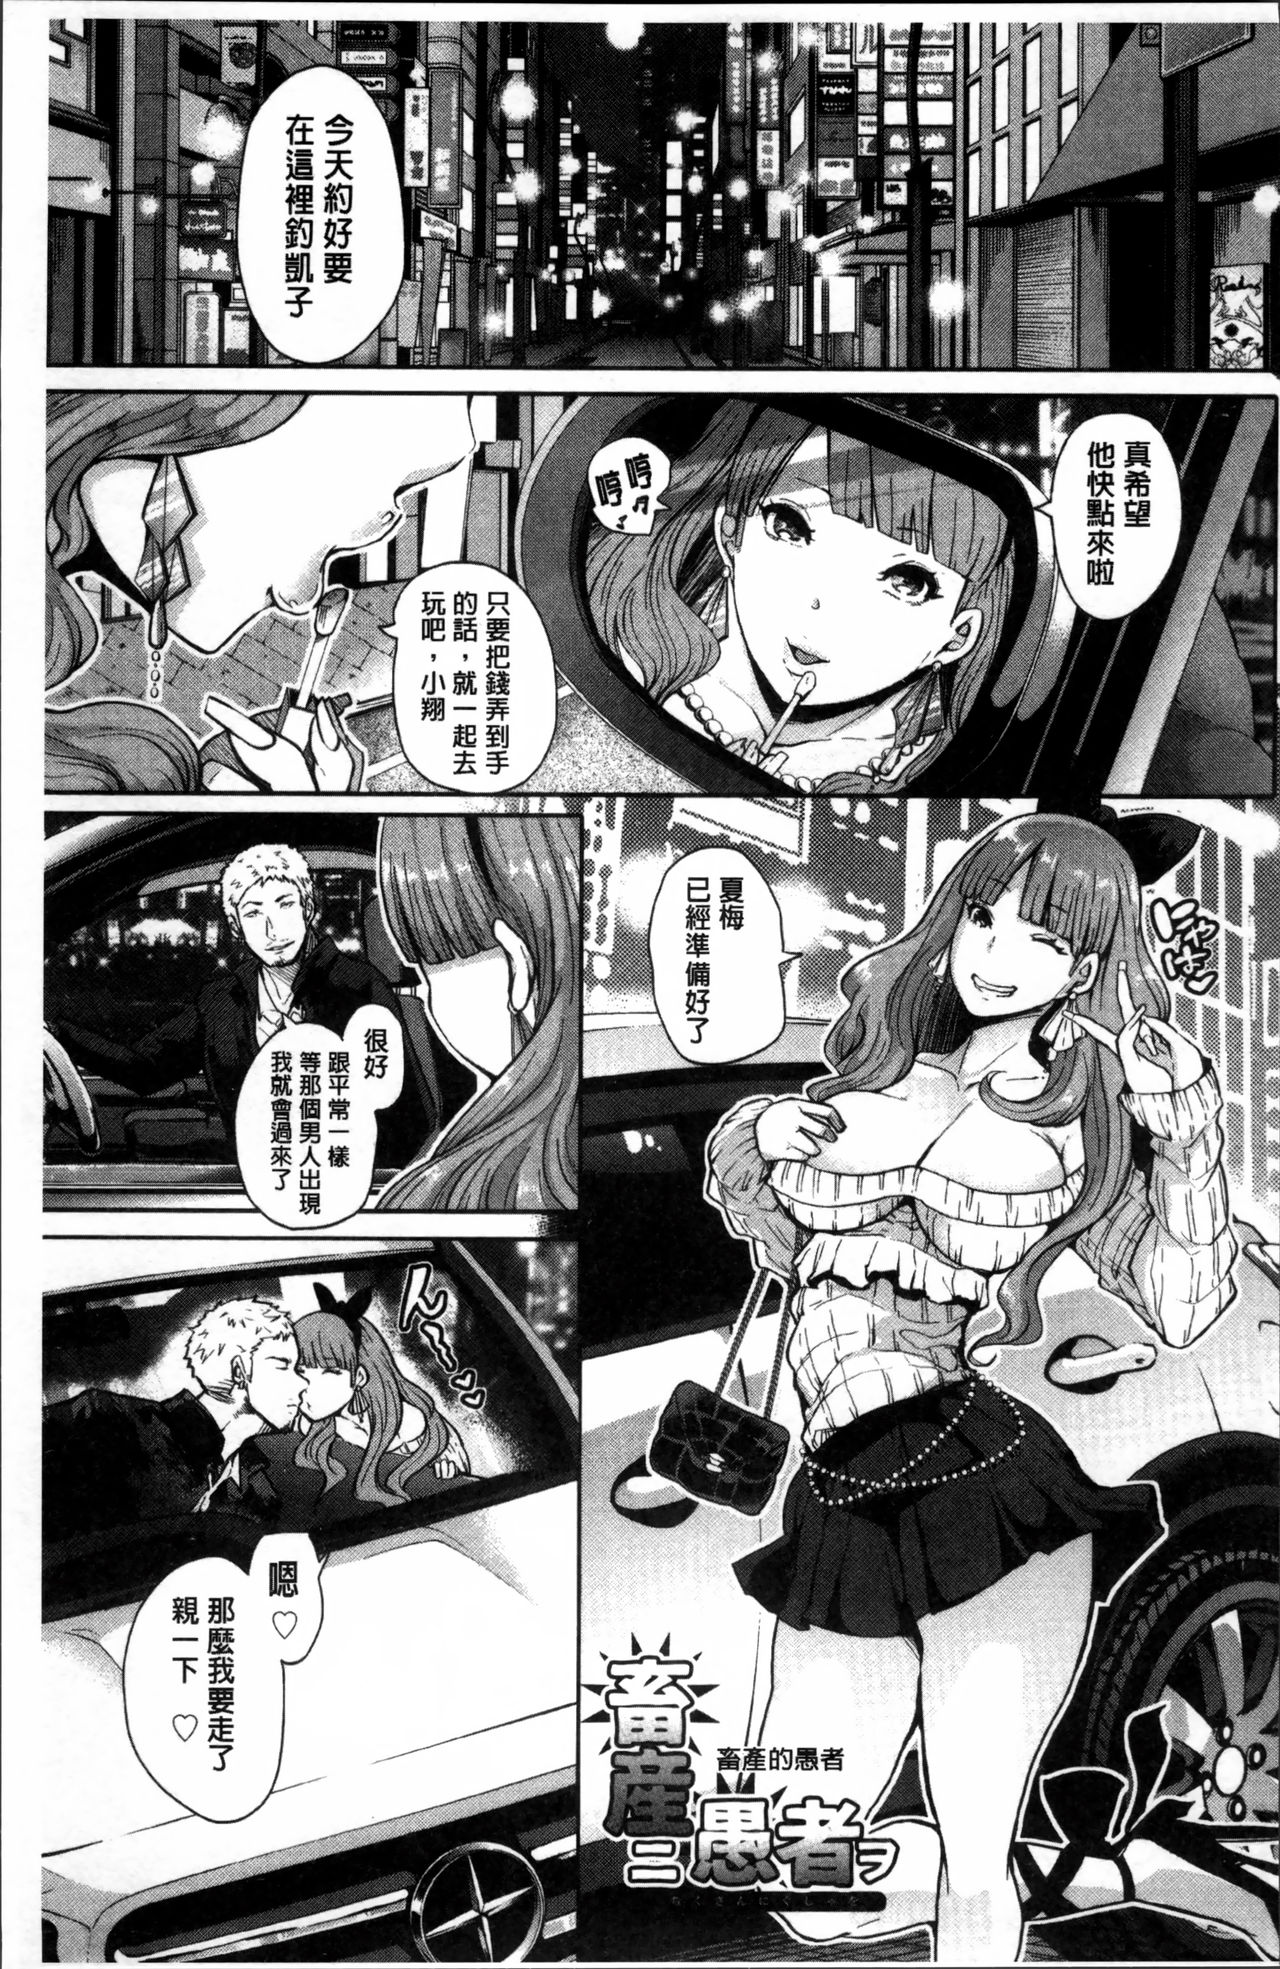 今天約好要
在這裡釣凱子
真希望
他快點來啦
哼
哼
只要把錢弄到手
的話，就一起去
玩吧，小翔
夏梅
已經準備好了
にゃは
畜產的愚者
畜産ニ愚者ヲ
很好
跟平常一樣
等那個男人出現
我就會過來了
ん～
嗯♡
那麼我要走了
親一下♡